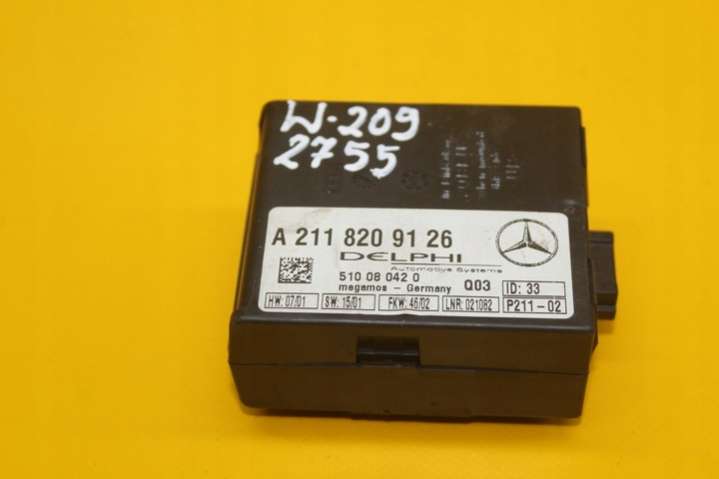 W-209
2755
A 211 820 91 26
DELPHI
Automotive Systems
510 08 042 0
megamos - Germany Q03 ID: 33
HW: 07/01 SW: 15/01 FKW: 46/02 LNR: 021082 P211-02